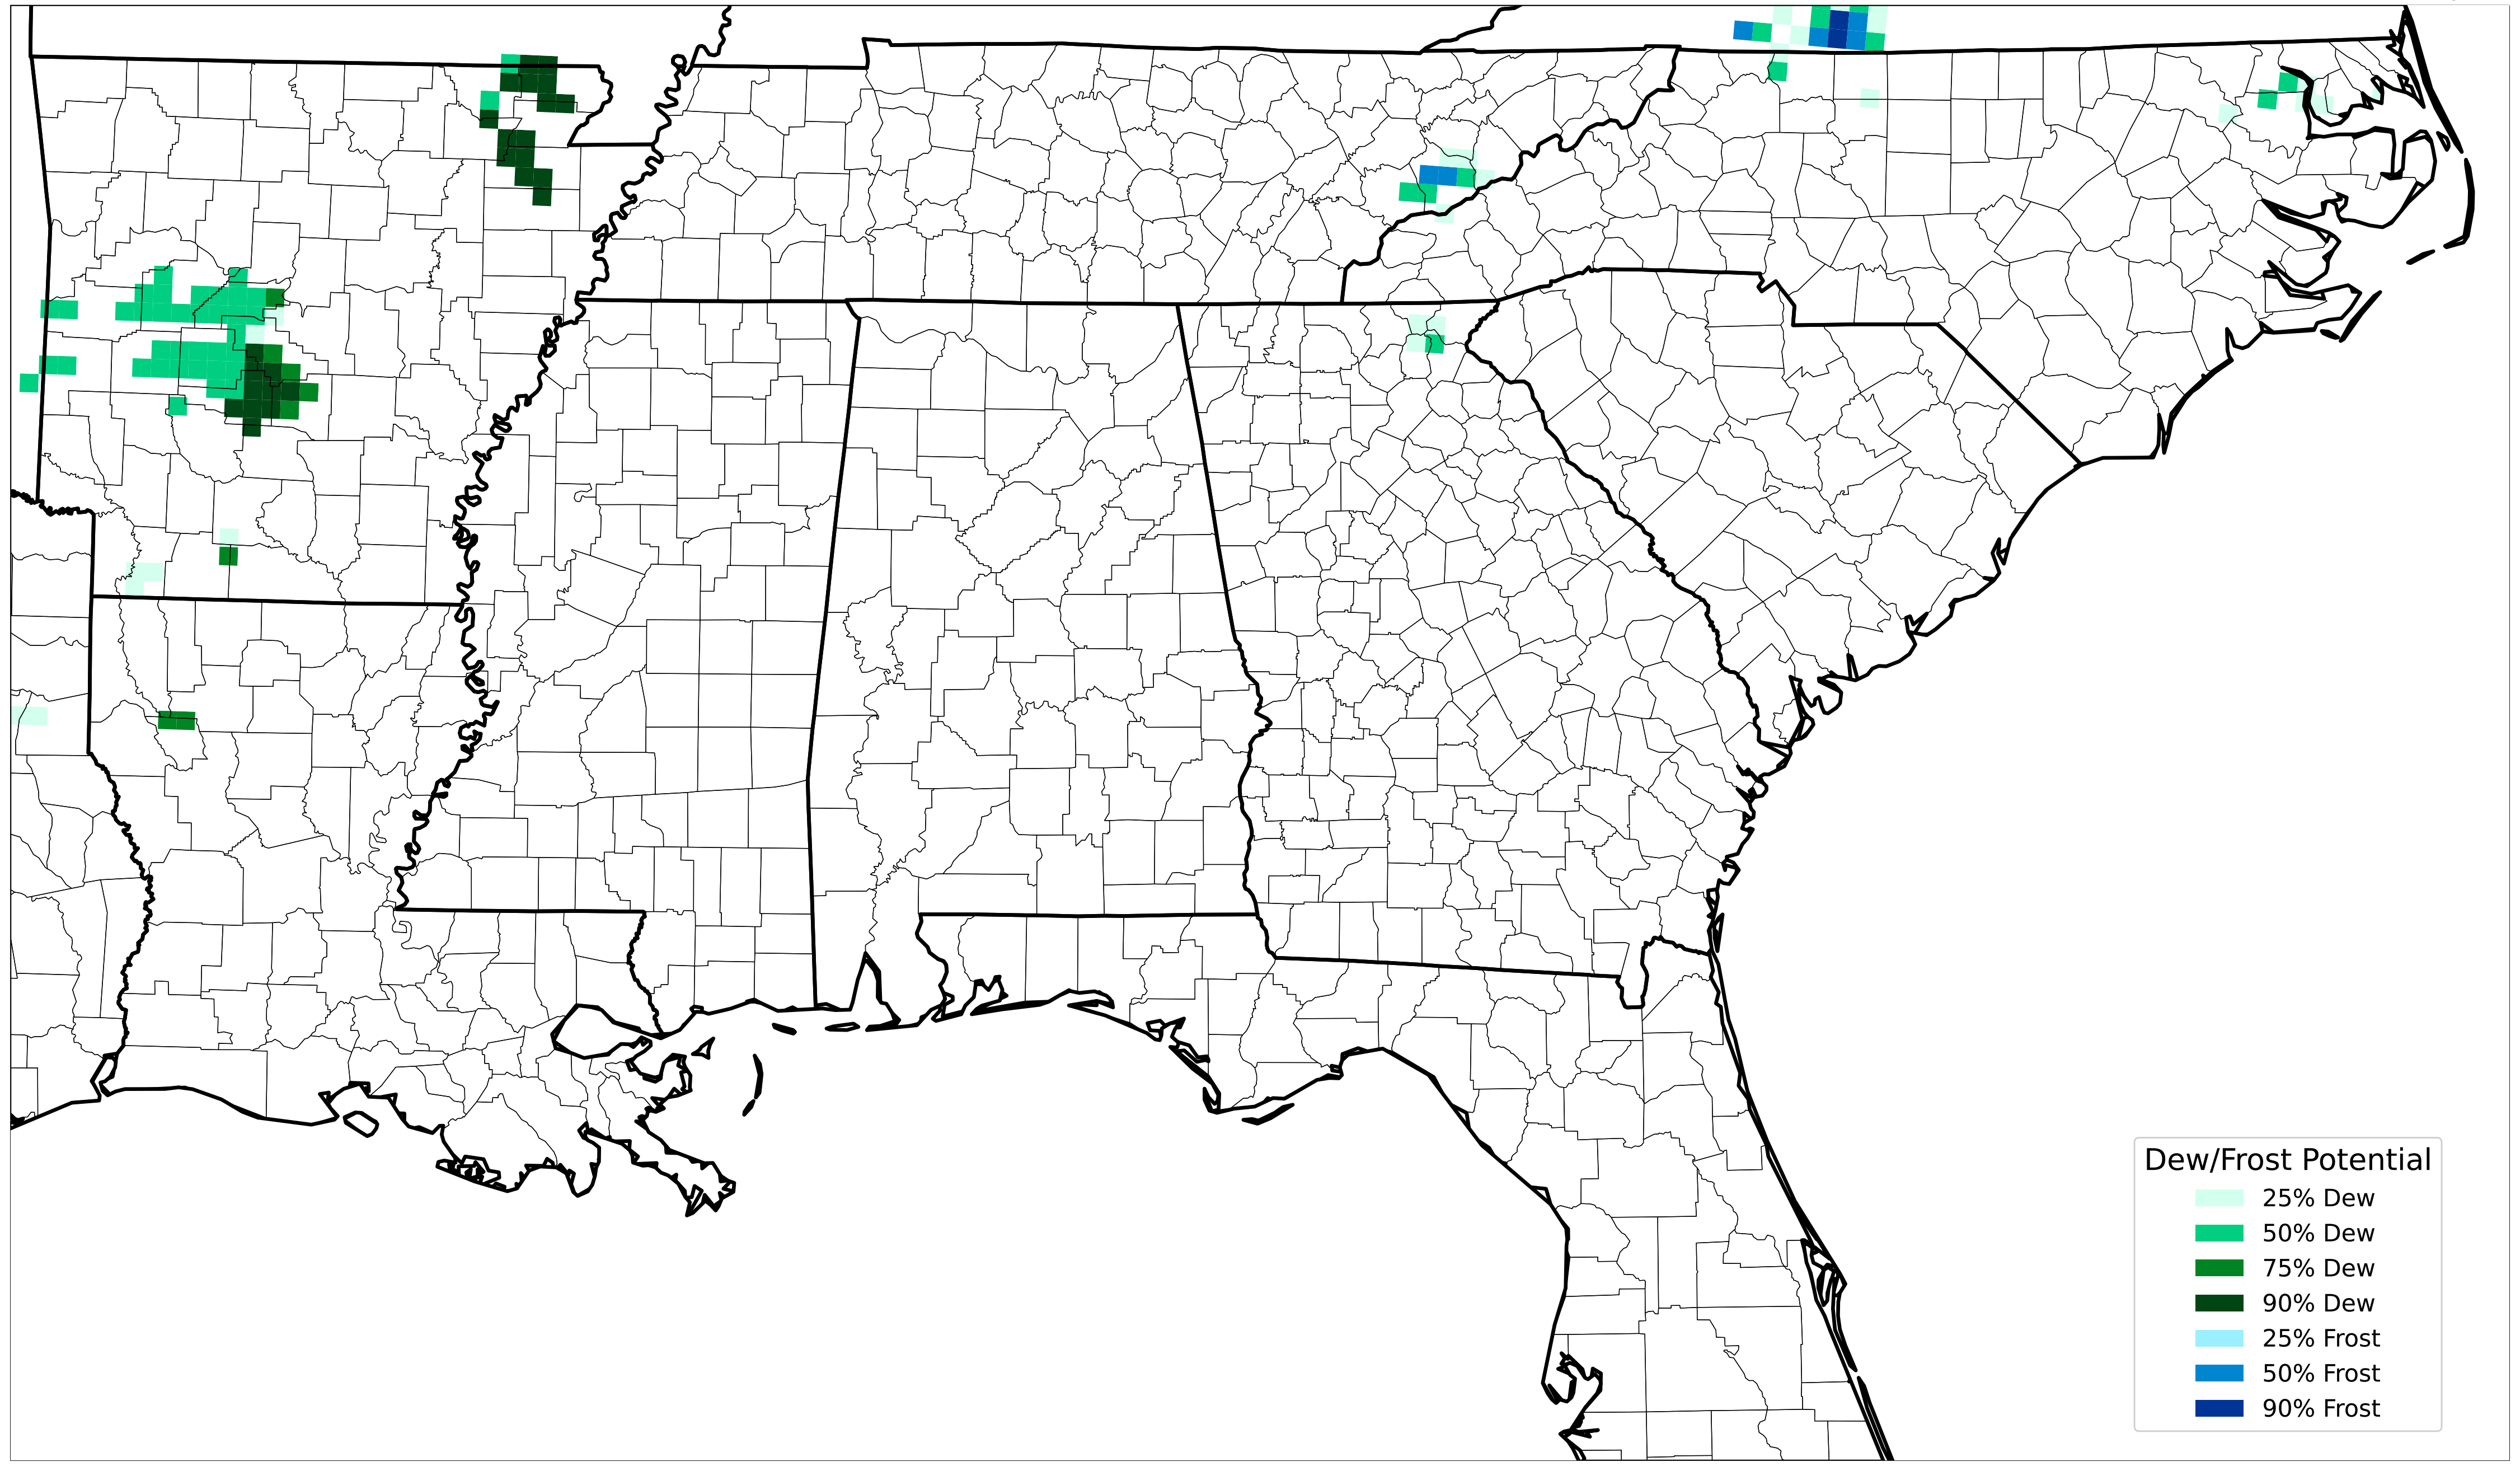 Dew/Frost Potential
25% Dew
50% Dew
75% Dew
90% Dew
25% Frost
50% Frost
90% Frost